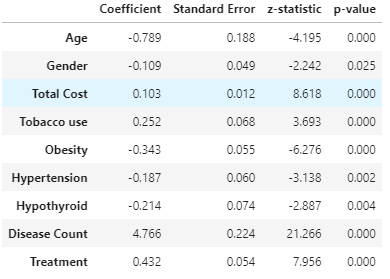 Coefficient Standard Error z-statistic p-value
Age -0.789 0.188 -4.195 0.000
Gender -0.109 0.049 -2.242 0.025
Total Cost 0.103 0.012 8.618 0.000
Tobacco use 0.252 0.068 3.693 0.000
Obesity -0.343 0.055 -6.276 0.000
Hypertension -0.187 0.060 -3.138 0.002
Hypothyroid -0.214 0.074 -2.887 0.004
Disease Count 4.766 0.224 21.266 0.000
Treatment 0.432 0.054 7.956 0.000